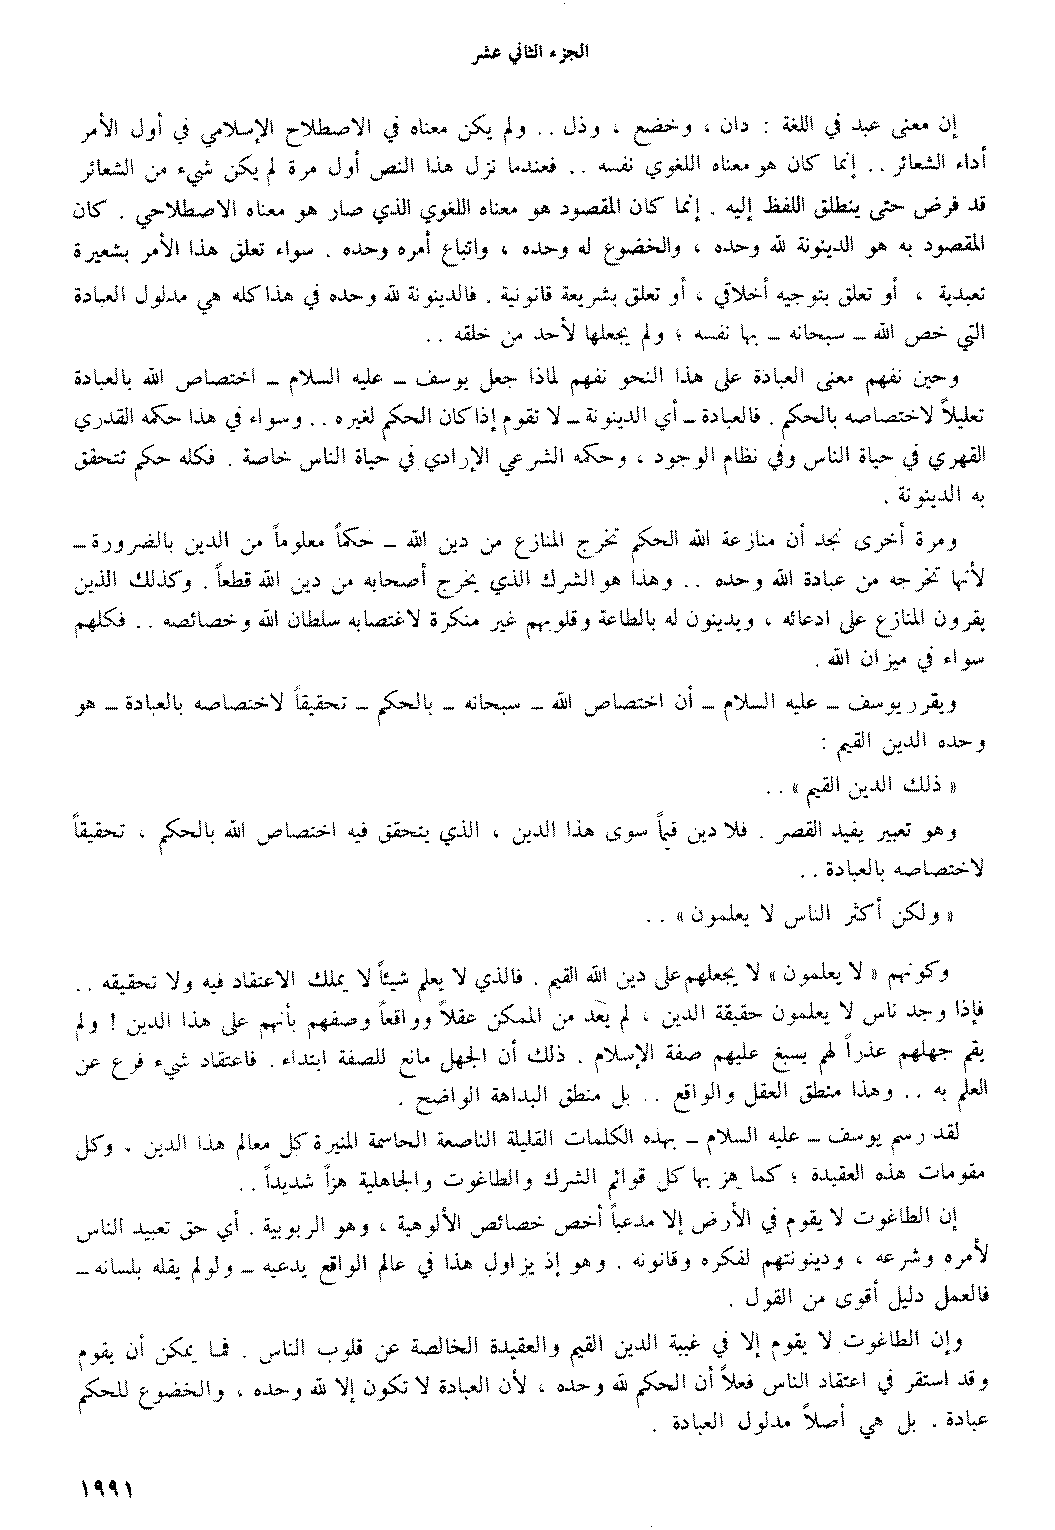 الجزء الثاني عشر
إن معنى عبد في اللغة : دان ، وخضع ، وذل .. ولم يكن معناه في الاصطلاح الإسلامي في أول الأمر
أداء الشعائر .. إنما كان هو معناه اللغوي نفسه .. فعندما نزل هذا النص أول مرة لم يكن شيء من الشعائر
قد فرض حتى ينطلق اللفظ إليه . إنما كان المقصود هو معناه اللغوي الذي صار هو معناه الاصطلاحي . كان
المقصود به هو الدينونة لله وحده ، والخضوع له وحده ، واتباع أمره وحده . سواء تعلق هذا الأمر بشعيرة
تعبدية ، أو تعلق بتوجيه أخلاقي ، أو تعلق بشريعة قانونية . فالدينونة لله وحده في هذا كله هي مدلول العبادة
التي خص الله – سبحانه – بها نفسه ؛ ولم يجعلها لأحد من خلقه ..
وحين نفهم معنى العبادة على هذا النحو نفهم لماذا جعل يوسف – عليه السلام – اختصاص الله بالعبادة
تعليلاً لاختصاصه بالحكم . فالعبادة – أي الدينونة – لا تقوم إذا كان الحكم لغيره .. وسواء في هذا حكمه القدري
القهري في حياة الناس وفي نظام الوجود ، وحكمه الشرعي الإرادي في حياة الناس خاصة . فكله حكم تتحقق
به الدينونة .
ومرة أخرى نجد أن منازعة الله الحكم تخرج المنازع من دين الله – حكماً معلوماً من الدين بالضرورة –
لأنها تخرجه من عبادة الله وحده .. وهذا هو الشرك الذي يخرج أصحابه من دين الله قطعاً . وكذلك الذين
يقرون المنازع على ادعائه ، ويدينون له بالطاعة وقلوبهم غير منكرة لاغتصابه سلطان الله وخصائصه .. فكلهم
سواء في ميزان الله .
ويقرر يوسف – عليه السلام – أن اختصاص الله – سبحانه – بالحكم – تحقيقاً لاختصاصه بالعبادة – هو
وحده الدين القيم :
« ذلك الدين القيم » ..
وهو تعبير يفيد القصر . فلا دين قيماً سوى هذا الدين ، الذي يتحقق فيه اختصاص الله بالحكم ، تحقيقاً
لاختصاصه بالعبادة ..
« ولكن أكثر الناس لا يعلمون » ..
وكونهم « لا يعلمون » لا يجعلهم على دين الله القيم . فالذي لا يعلم شيئاً لا يملك الاعتقاد فيه ولا تحقيقه ..
فإذا وجد ناس لا يعلمون حقيقة الدين ، لم يعد من الممكن عقلاً وواقعاً وصفهم بأنهم على هذا الدين ! ولم
يقم جهلهم عذراً لهم يسبغ عليهم صفة الإسلام . ذلك أن الجهل مانع للصفة ابتداء . فاعتقاد شيء فرع عن
العلم به .. وهذا منطق العقل والواقع .. بل منطق البداهة الواضح .
لقد رسم يوسف – عليه السلام – بهذه الكلمات القليلة الناصعة الحاسمة المنيرة كل معالم هذا الدين . وكل
مقومات هذه العقيدة ؛ كما هز بها كل قوائم الشرك والطاغوت والجاهلية هزاً شديداً ..
إن الطاغوت لا يقوم في الأرض إلا مدعياً أخص خصائص الألوهية ، وهو الربوبية . أي حق تعبيد الناس
لأمره وشرعه ، ودينونتهم لفكره وقانونه . وهو إذ يزاول هذا في عالم الواقع يدعيه – ولو لم يقله بلسانه –
فالعمل دليل أقوى من القول .
وإن الطاغوت لا يقوم إلا في غيبة الدين القيم والعقيدة الخالصة عن قلوب الناس . فما يمكن أن يقوم
وقد استقر في اعتقاد الناس فعلاً أن الحكم لله وحده ، لأن العبادة لا تكون إلا لله وحده ، والخضوع للحكم
عبادة . بل هي أصلاً مدلول العبادة .
١٩٩١